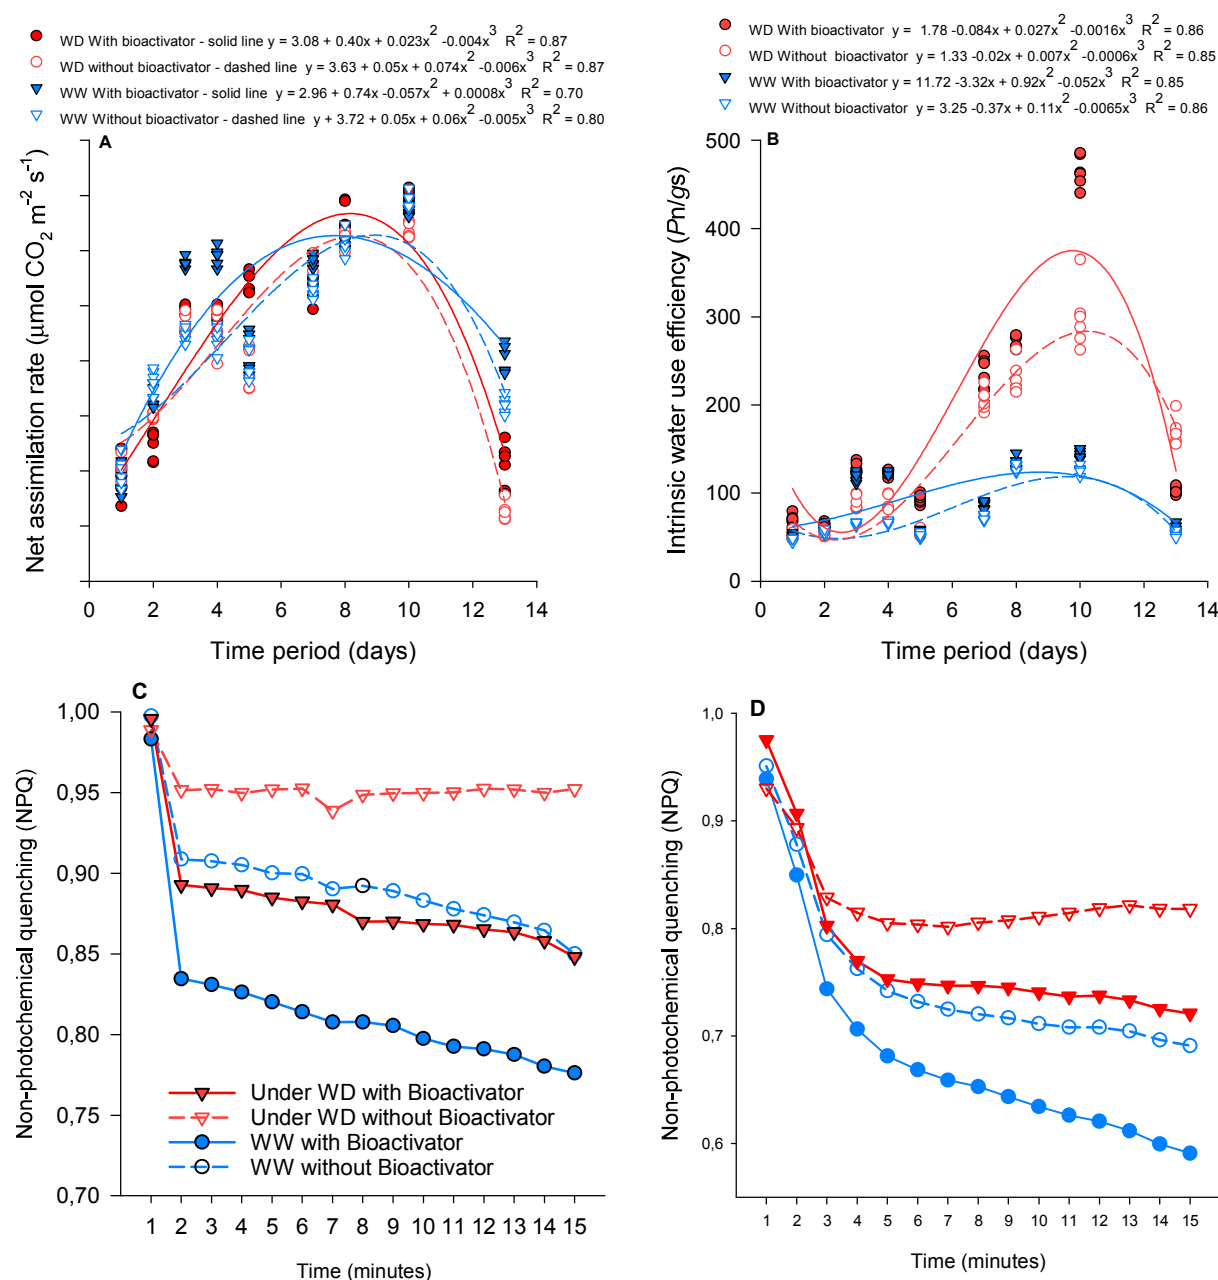 WD With bioactivator - solid line y = 3.08 + 0.40x + 0.023x² -0.004x³ R² = 0.87
WD without bioactivator - dashed line y = 3.63 + 0.05x + 0.074x² -0.006x³ R² = 0.87
WW With bioactivator - solid line y = 2.96 + 0.74x -0.057x² + 0.0008x³ R² = 0.70
WW Without bioactivator - dashed line y + 3.72 + 0.05x + 0.06x² -0.005x³ R² = 0.80
A
Net assimilation rate (µmol CO₂ m⁻² s⁻¹)
0 2 4 6 8 10 12 14
Time period (days)
WD With bioactivator y = 1.78 -0.084x + 0.027x² -0.0016x³ R² = 0.86
WD Without bioactivator y = 1.33 -0.02x + 0.007x² -0.0006x³ R² = 0.85
WW With bioactivator y = 11.72 -3.32x + 0.92x² -0.052x³ R² = 0.85
WW Without bioactivator y = 3.25 -0.37x + 0.11x² -0.0065x³ R² = 0.86
B
Intrinsic water use efficiency (Pn/gs)
500
400
300
200
100
0
0 2 4 6 8 10 12 14
Time period (days)
C
Non-photochemical quenching (NPQ)
1,00
0,95
0,90
0,85
0,80
0,75
0,70
Under WD with Bioactivator
Under WD without Bioactivator
WW with Bioactivator
WW without Bioactivator
1 2 3 4 5 6 7 8 9 10 11 12 13 14 15
Time (minutes)
D
Non-photochemical quenching (NPQ)
1,0
0,9
0,8
0,7
0,6
1 2 3 4 5 6 7 8 9 10 11 12 13 14 15
Time (minutes)